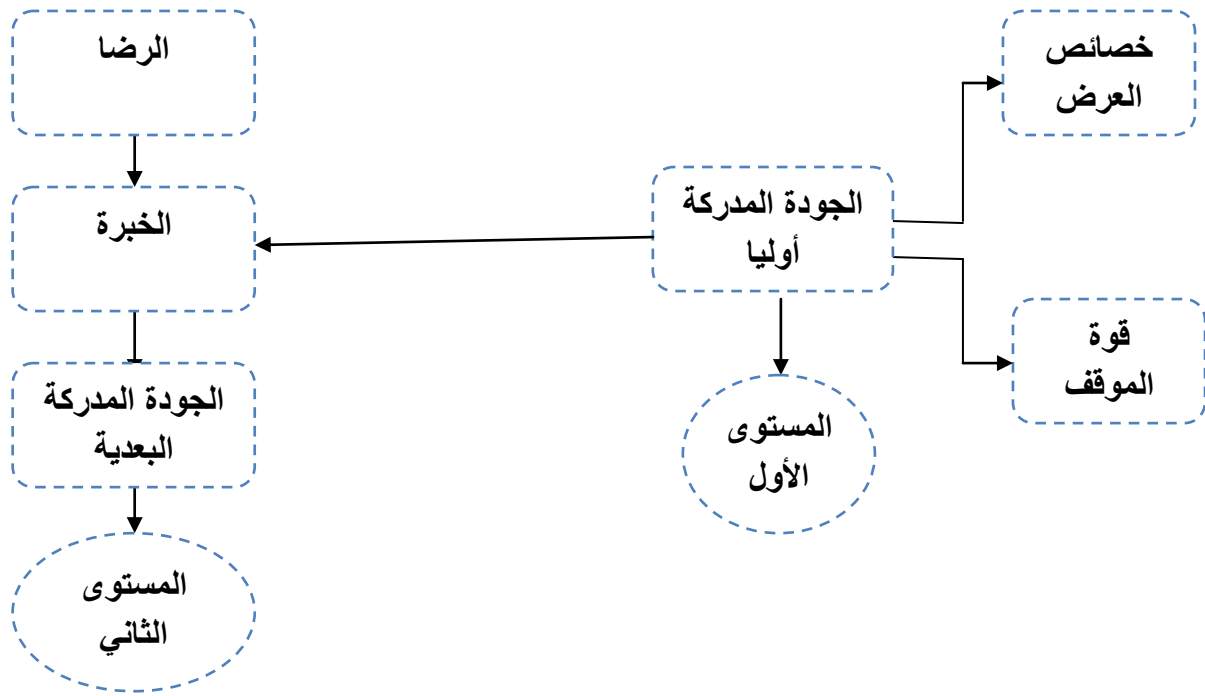 خصائص
العرض
الرضا
الجودة المدركة
أوليا
الخبرة
قوة
الموقف
الجودة المدركة
البعدية
المستوى
الأول
المستوى
الثاني